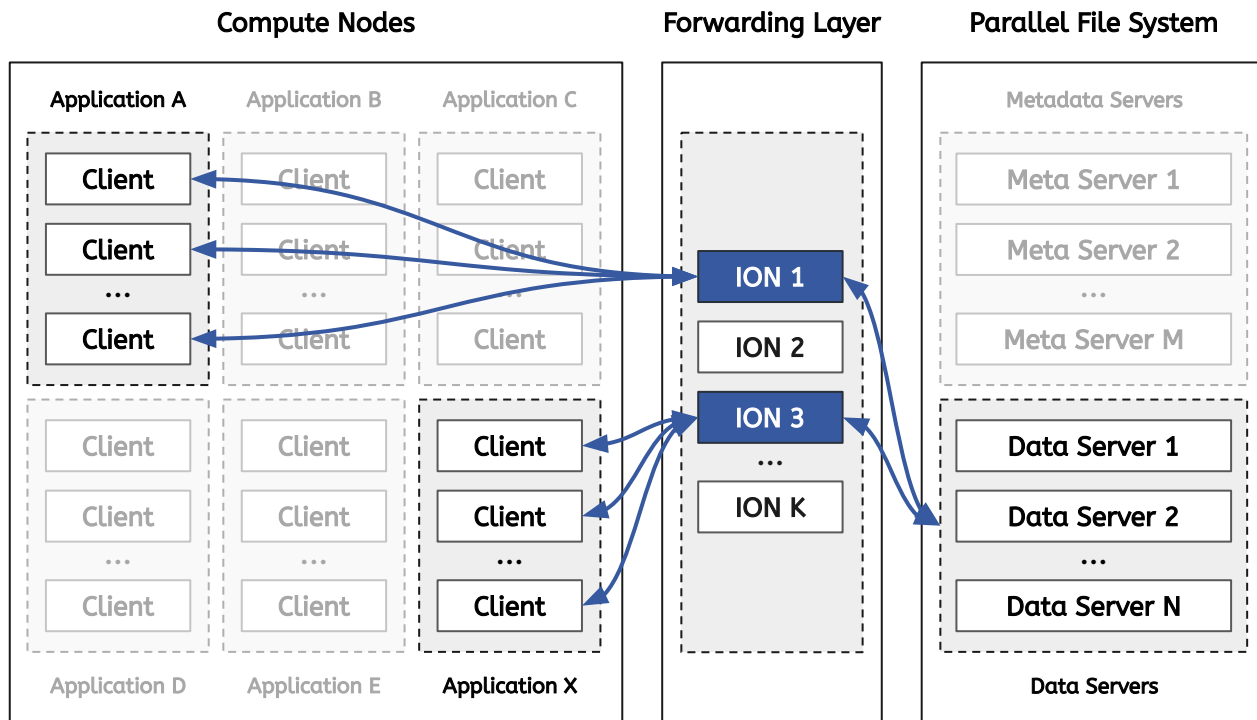 Compute Nodes
Forwarding Layer
Parallel File System
Application A
Application B
Application C
Client
Client
...
Client
Client
Client
...
Client
Client
Client
...
Client
Application D
Application E
Application X
Client
Client
...
Client
Client
Client
...
Client
Client
Client
...
Client
ION 1
ION 2
ION 3
...
ION K
Metadata Servers
Meta Server 1
Meta Server 2
...
Meta Server M
Data Server 1
Data Server 2
...
Data Server N
Data Servers